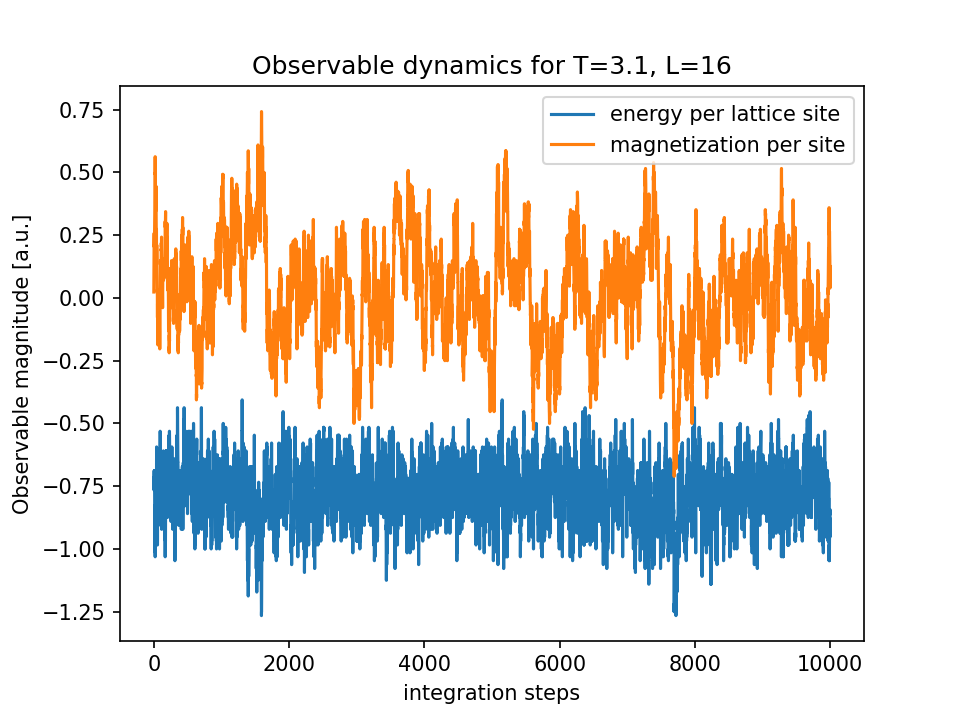 Observable dynamics for T=3.1, L=16
energy per lattice site
magnetization per site
Observable magnitude [a.u.]
0.75
0.50
0.25
0.00
−0.25
−0.50
−0.75
−1.00
−1.25
0 2000 4000 6000 8000 10000
integration steps